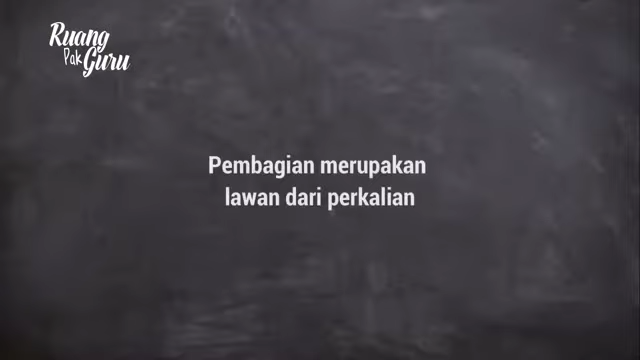 Ruang
Pak Guru
Pembagian merupakan
lawan dari perkalian